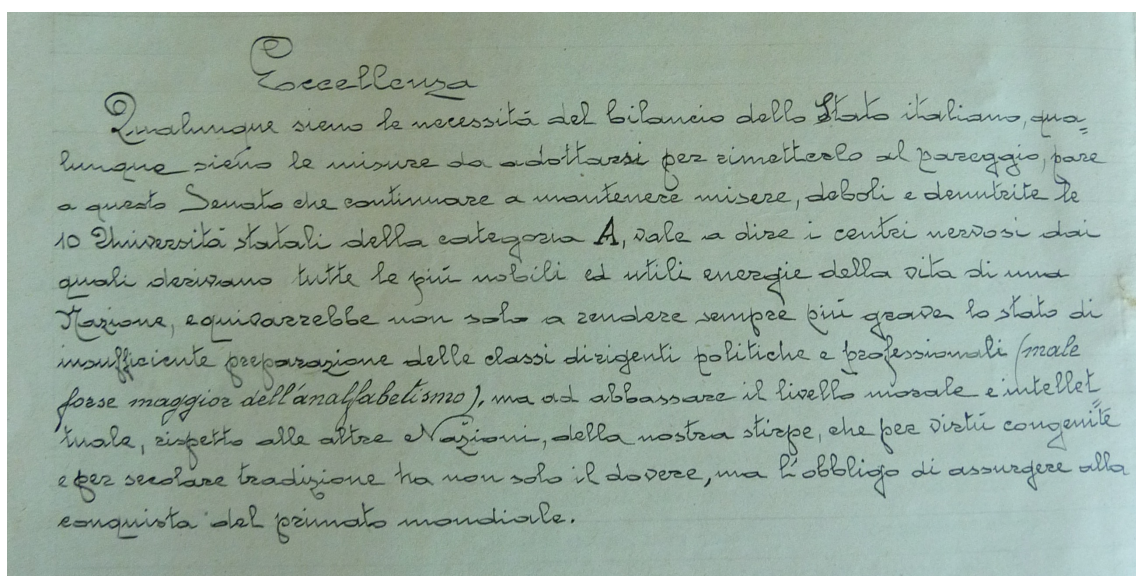 Eccellenza
Qualunque sieno le necessitá del bilancio dello Stato italiano, qua=
lunque sieno le misure da adottarsi per rimetterlo al pareggio, pare
a questo Senato che continuare a mantenere misere, deboli e denutrite le
10 Università statali della categoria A, vale a dire i centri nervosi dai
quali derivano tutte le piú nobili ed utili energie della vita di una
Nazione, equivarrebbe non solo a rendere sempre piú grave lo stato di
insufficiente preparazione delle classi dirigenti politiche e professionali (male
forse maggior dell'analfabetismo), ma ad abbassare il livello morale e intellet=
tuale, rispetto alle altre Nazioni, della nostra stirpe, che per virtú congenite
e per secolare tradizione ha non solo il dovere, ma l'obbligo di assurgere alla
conquista del primato mondiale.